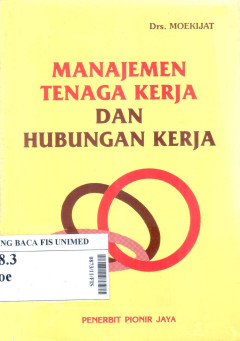 Drs. MOEKIJAT
MANAJEMEN
TENAGA KERJA
DAN
HUBUNGAN KERJA
NG BACA FIS UNIMED
8.3
oe
PENERBIT PIONIR JAYA